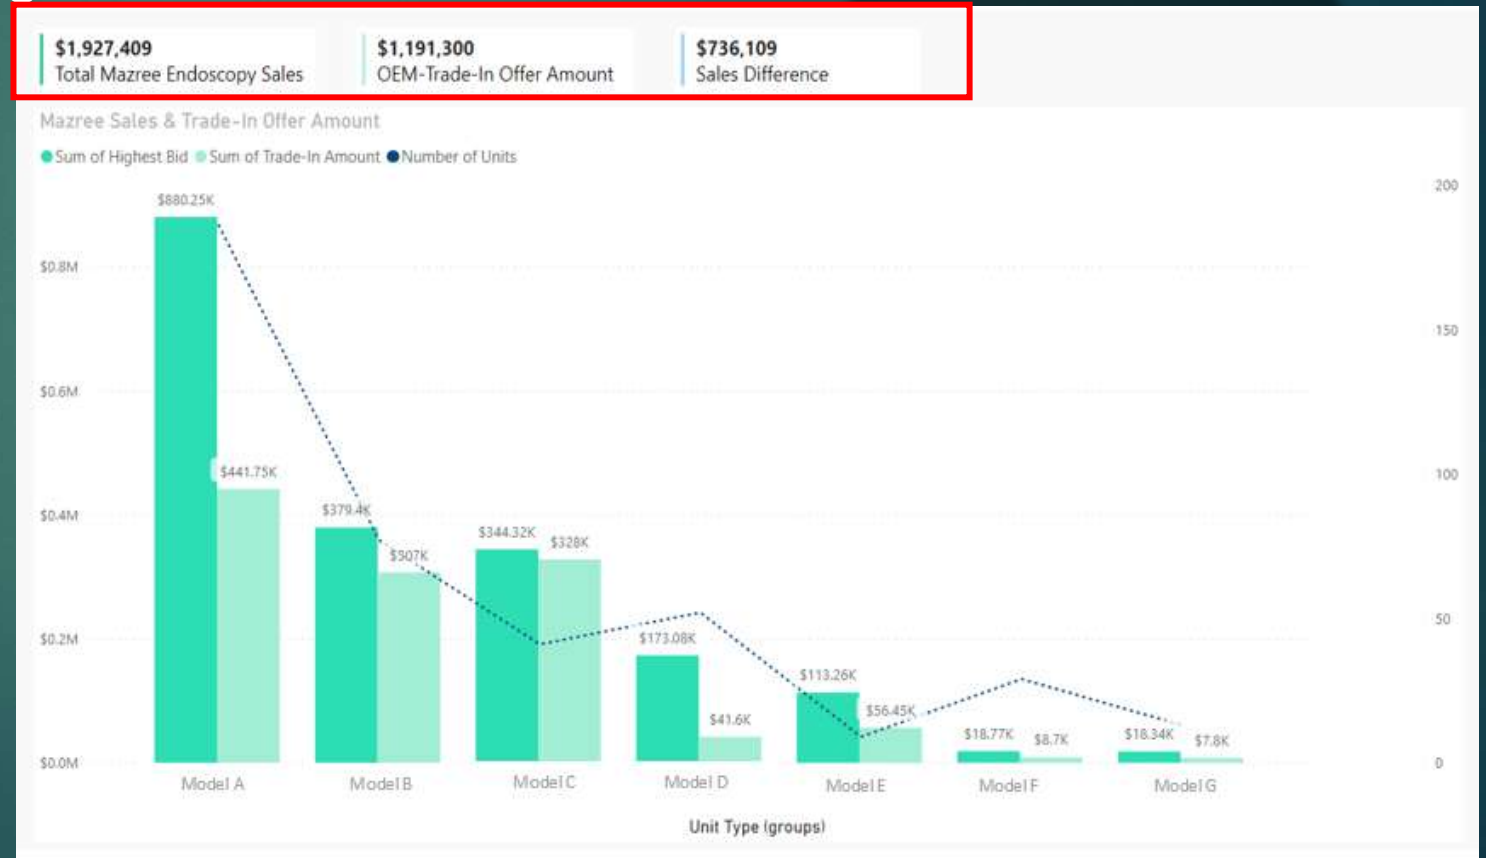 $1,927,409
Total Mazree Endoscopy Sales
$1,191,300
OEM-Trade-In Offer Amount
$736,109
Sales Difference
Mazree Sales & Trade-In Offer Amount
Sum of Highest Bid Sum of Trade-In Amount Number of Units
$880.25K
200
$0.8M
150
$0.6M
$441.75K
100
$379.4K
$0.4M
$344.32K
$328K
$307K
50
$0.2M
$173.08K
$113.26K
$56.45K
$41.6K
$18.77K
$8.7K
$18.34K
$7.8K
$0.0M
0
Model A Model B Model C Model D Model E Model F Model G
Unit Type (groups)